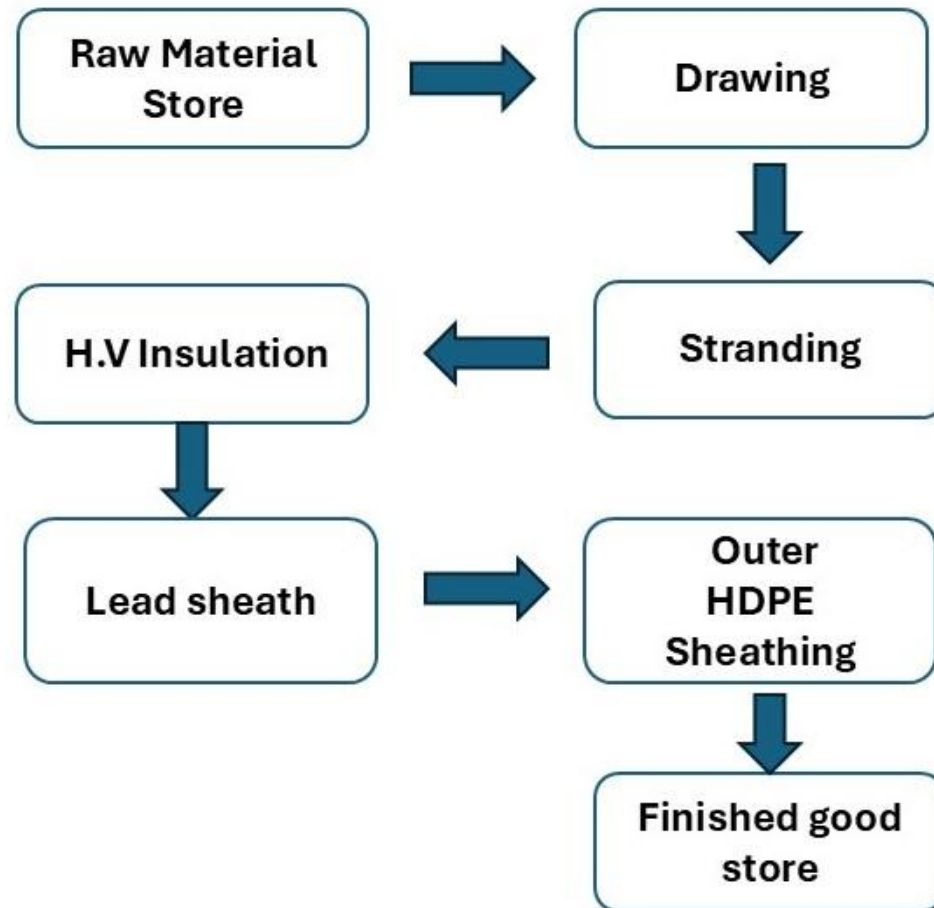 Raw Material
Store
Drawing
Stranding
H.V Insulation
Lead sheath
Outer
HDPE
Sheathing
Finished good
store